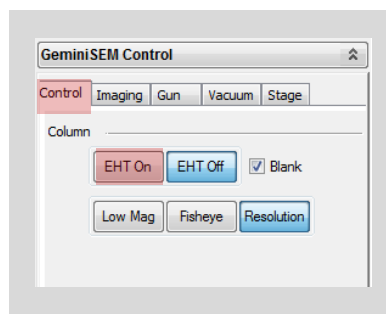 GeminiSEM Control
Control Imaging Gun Vacuum Stage
Column
EHT On EHT Off Blank
Low Mag Fisheye Resolution